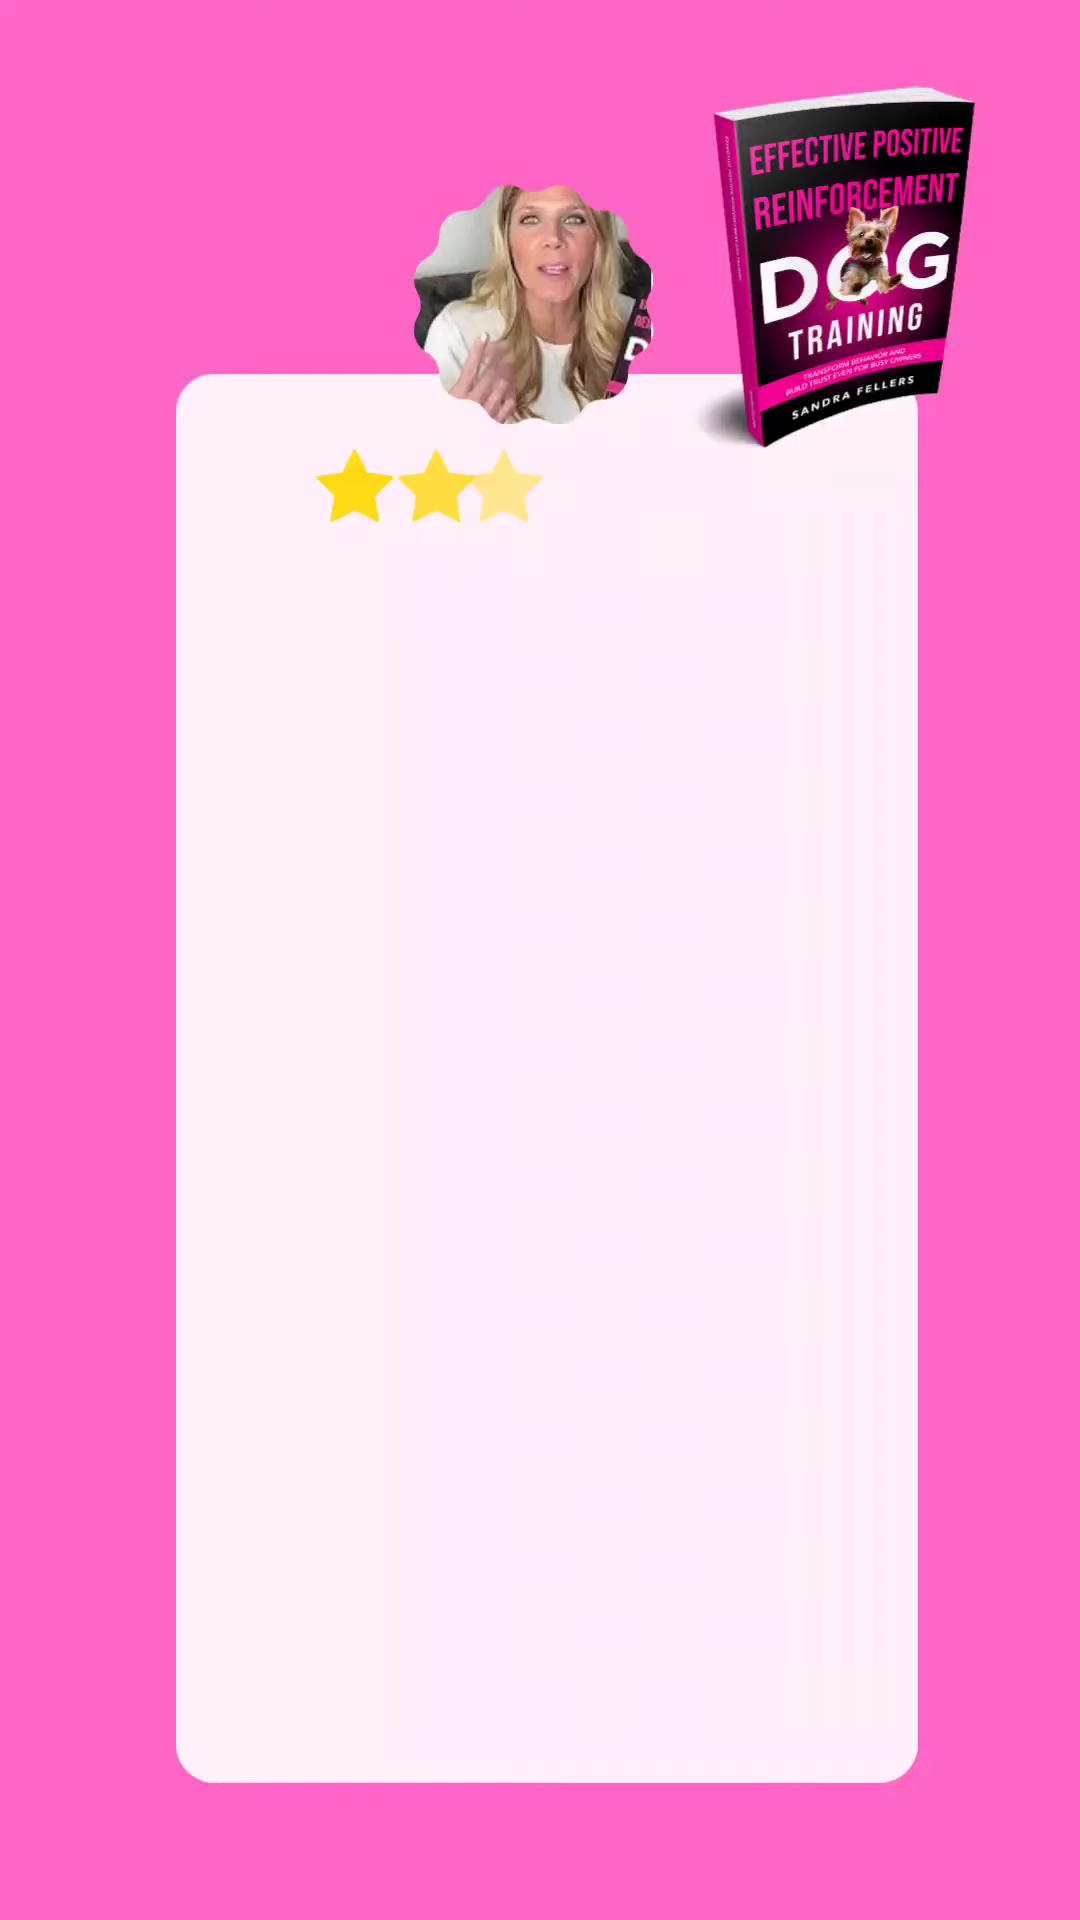 EFFECTIVE POSITIVE
REINFORCEMENT
DOG
TRAINING
TRANSFORM BEHAVIOR AND
BUILD TRUST EVEN FOR BUSY OWNERS
SANDRA FELLERS